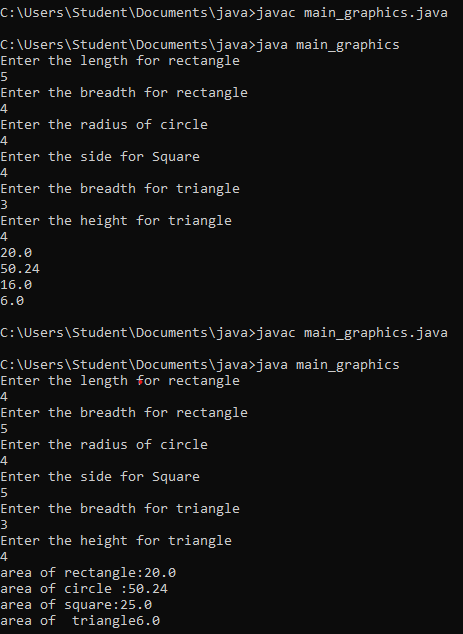 C:\Users\Student\Documents\java>javac main_graphics.java
C:\Users\Student\Documents\java>java main_graphics
Enter the length for rectangle
5
Enter the breadth for rectangle
4
Enter the radius of circle
4
Enter the side for Square
4
Enter the breadth for triangle
3
Enter the height for triangle
4
20.0
50.24
16.0
6.0
C:\Users\Student\Documents\java>javac main_graphics.java
C:\Users\Student\Documents\java>java main_graphics
Enter the length for rectangle
4
Enter the breadth for rectangle
5
Enter the radius of circle
4
Enter the side for Square
5
Enter the breadth for triangle
3
Enter the height for triangle
4
area of rectangle:20.0
area of circle :50.24
area of square:25.0
area of  triangle6.0